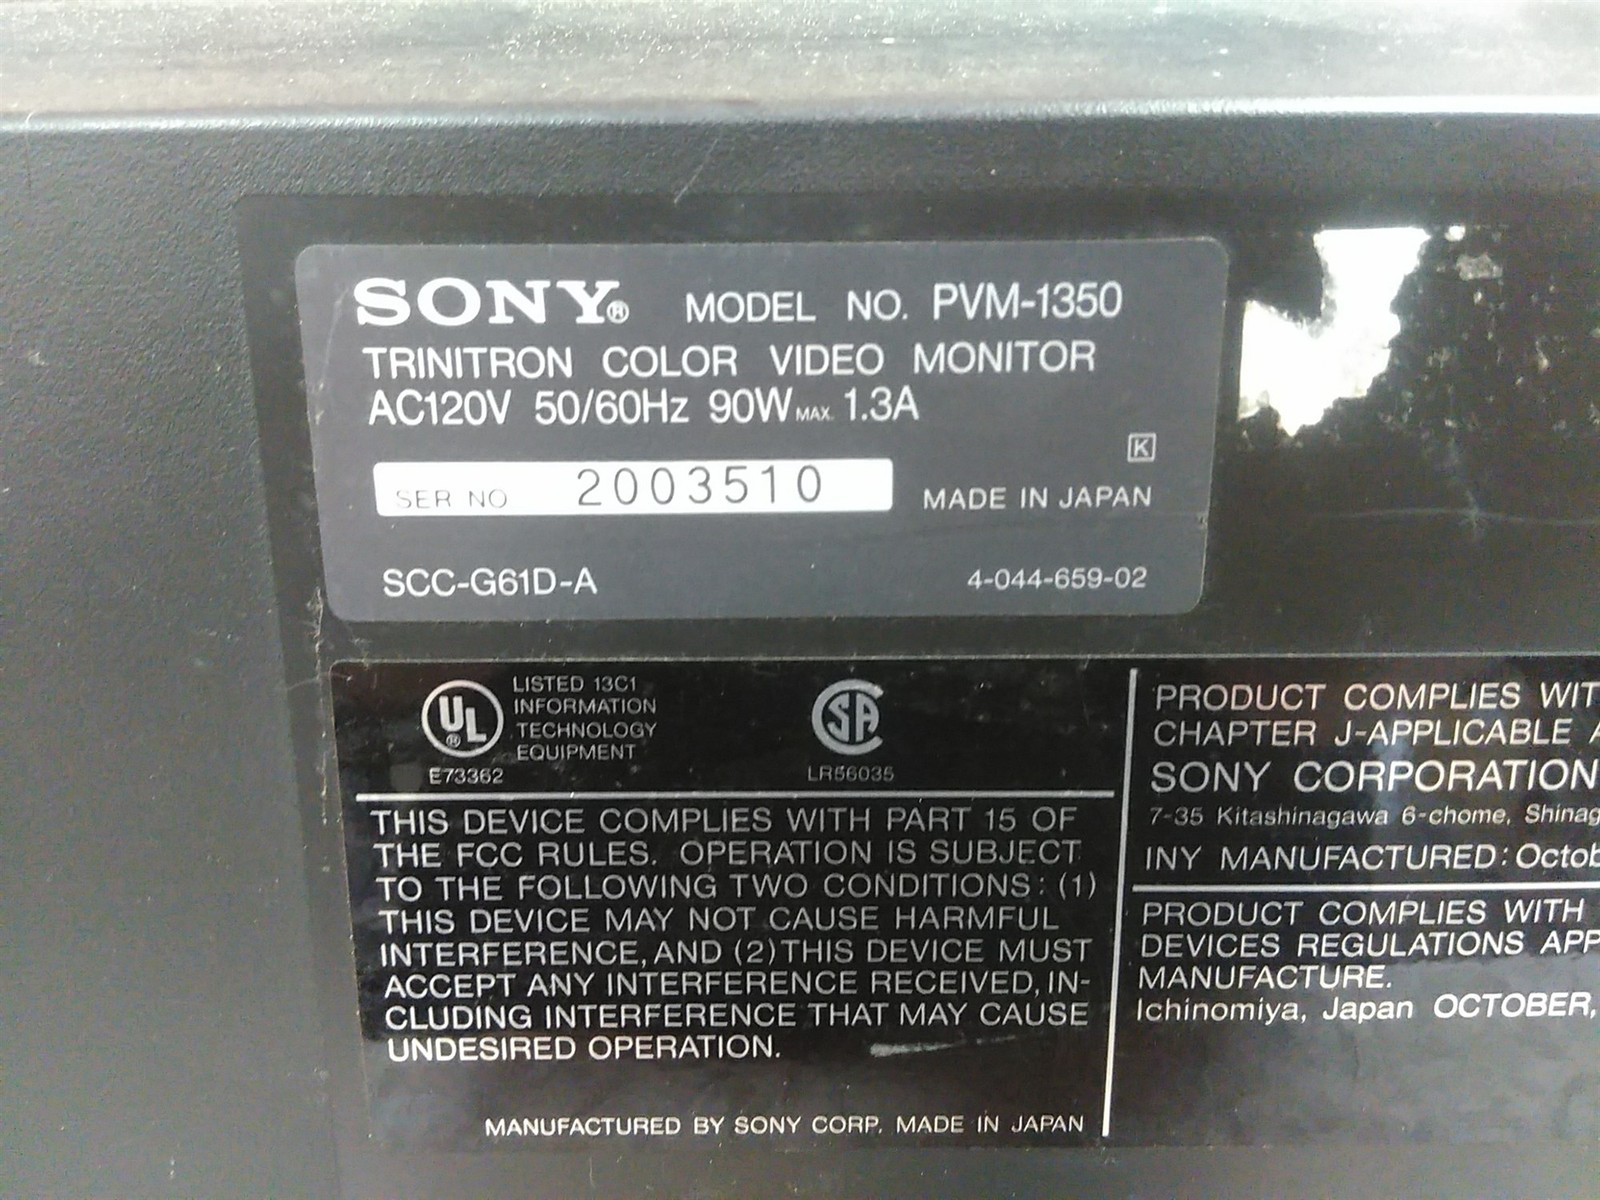 SONY® MODEL NO. PVM-1350
TRINITRON COLOR VIDEO MONITOR
AC120V 50/60Hz 90W MAX. 1.3A
K
SER NO 2003510 MADE IN JAPAN
SCC-G61D-A 4-044-659-02
UL®
LISTED 13C1
INFORMATION
TECHNOLOGY
EQUIPMENT
E73362
SA
LR56035
THIS DEVICE COMPLIES WITH PART 15 OF
THE FCC RULES. OPERATION IS SUBJECT
TO THE FOLLOWING TWO CONDITIONS: (1)
THIS DEVICE MAY NOT CAUSE HARMFUL
INTERFERENCE, AND (2) THIS DEVICE MUST
ACCEPT ANY INTERFERENCE RECEIVED, IN-
CLUDING INTERFERENCE THAT MAY CAUSE
UNDESIRED OPERATION.
MANUFACTURED BY SONY CORP. MADE IN JAPAN
PRODUCT COMPLIES WIT
CHAPTER J-APPLICABLE
SONY CORPORATION
7-35 Kitashinagawa 6-chome, Shinag
INY MANUFACTURED: Octob
PRODUCT COMPLIES WITH
DEVICES REGULATIONS APP
MANUFACTURE.
Ichinomiya, Japan OCTOBER,